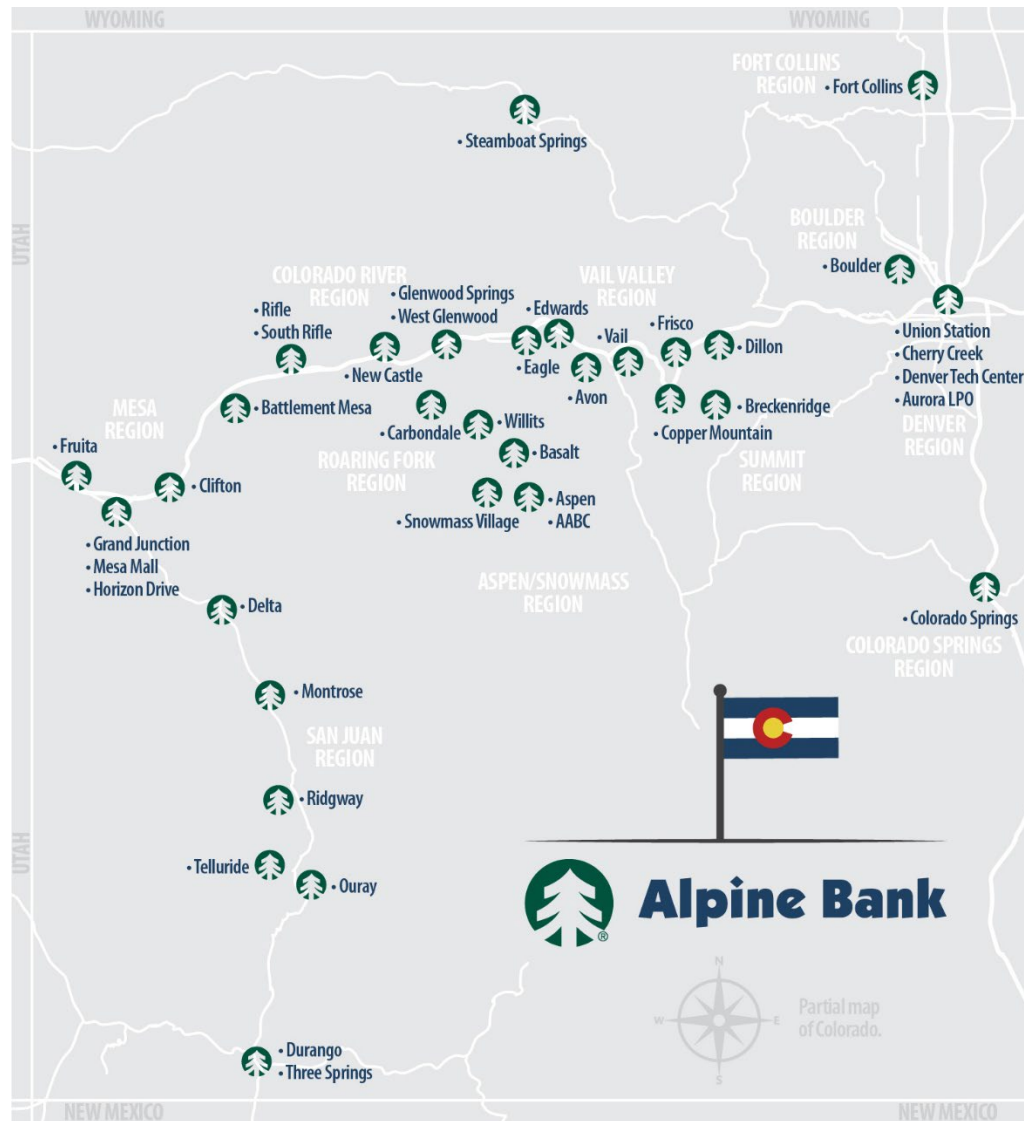 WYOMING
WYOMING
FORT COLLINS
REGION
• Fort Collins
• Steamboat Springs
UTAH
BOULDER
REGION
• Boulder
COLORADO RIVER
REGION
• Rifle
• South Rifle
• Glenwood Springs
• West Glenwood
VAIL VALLEY
REGION
• Edwards
• Vail
• Frisco
• Dillon
• Union Station
• Cherry Creek
• Denver Tech Center
• Aurora LPO
DENVER
REGION
• New Castle
• Eagle
• Avon
• Battlement Mesa
• Carbondale
• Willits
• Breckenridge
• Copper Mountain
MESA
REGION
• Fruita
ROARING FORK
REGION
• Basalt
SUMMIT
REGION
• Clifton
• Snowmass Village
• Aspen
• AABC
• Grand Junction
• Mesa Mall
• Horizon Drive
ASPEN/SNOWMASS
REGION
• Delta
• Colorado Springs
COLORADO SPRINGS
REGION
• Montrose
SAN JUAN
REGION
• Ridgway
UTAH
• Telluride
• Ouray
®
Alpine Bank
N
W
E
S
Partial map
of Colorado.
• Durango
• Three Springs
NEW MEXICO
NEW MEXICO